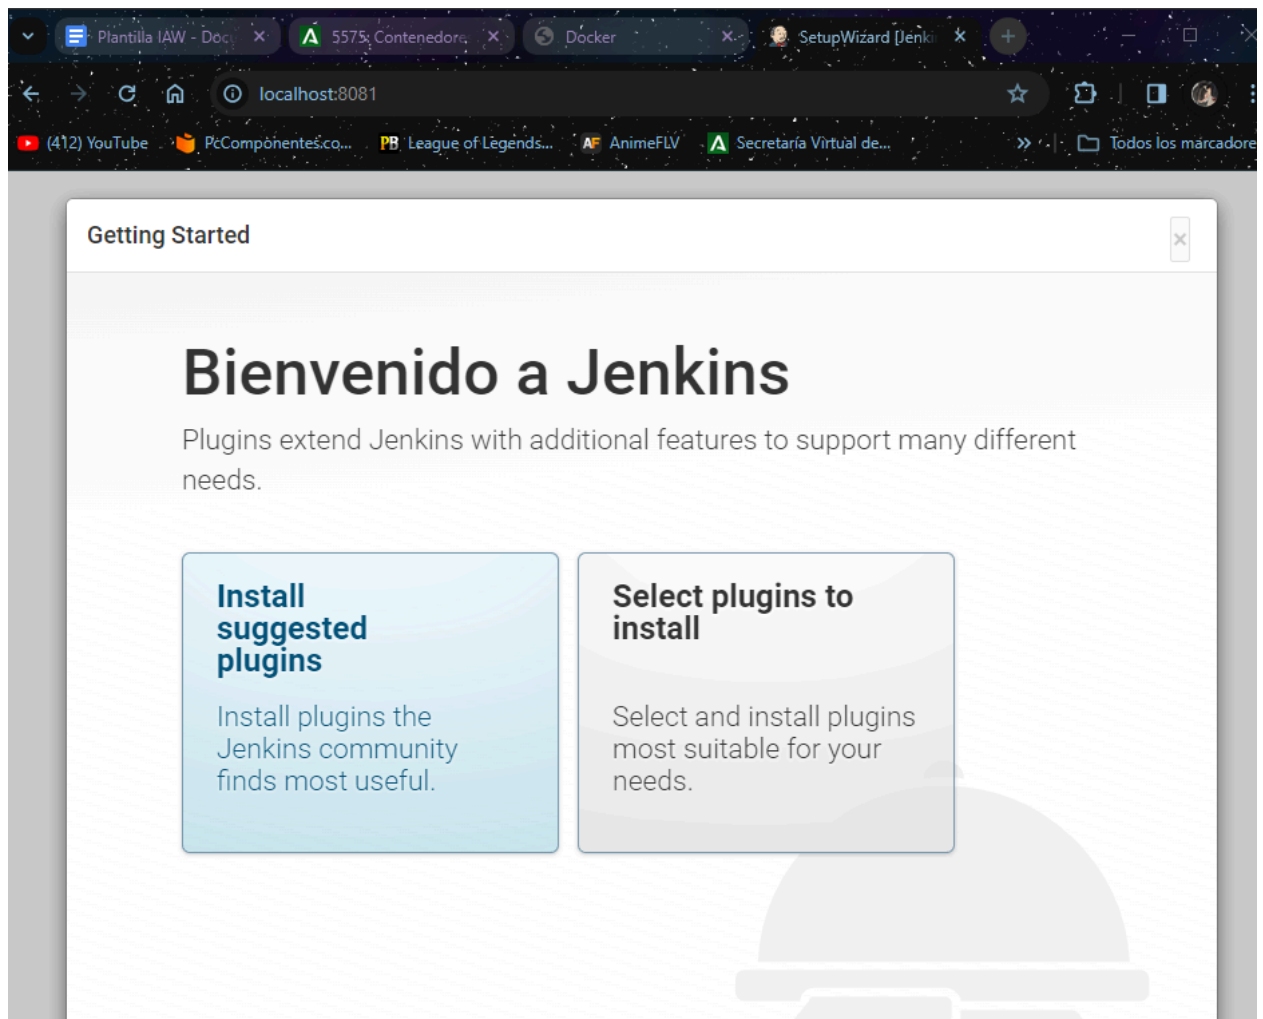 Plantilla IAW - Docu
5575: Contenedore
Docker
SetupWizard [Jenki
localhost:8081
(412) YouTube
PcComponentes.co...
PB League of Legends...
AF AnimeFLV
Secretaría Virtual de...
Todos los marcadore
Getting Started
Bienvenido a Jenkins
Plugins extend Jenkins with additional features to support many different
needs.
Install
suggested
plugins
Install plugins the
Jenkins community
finds most useful.
Select plugins to
install
Select and install plugins
most suitable for your
needs.